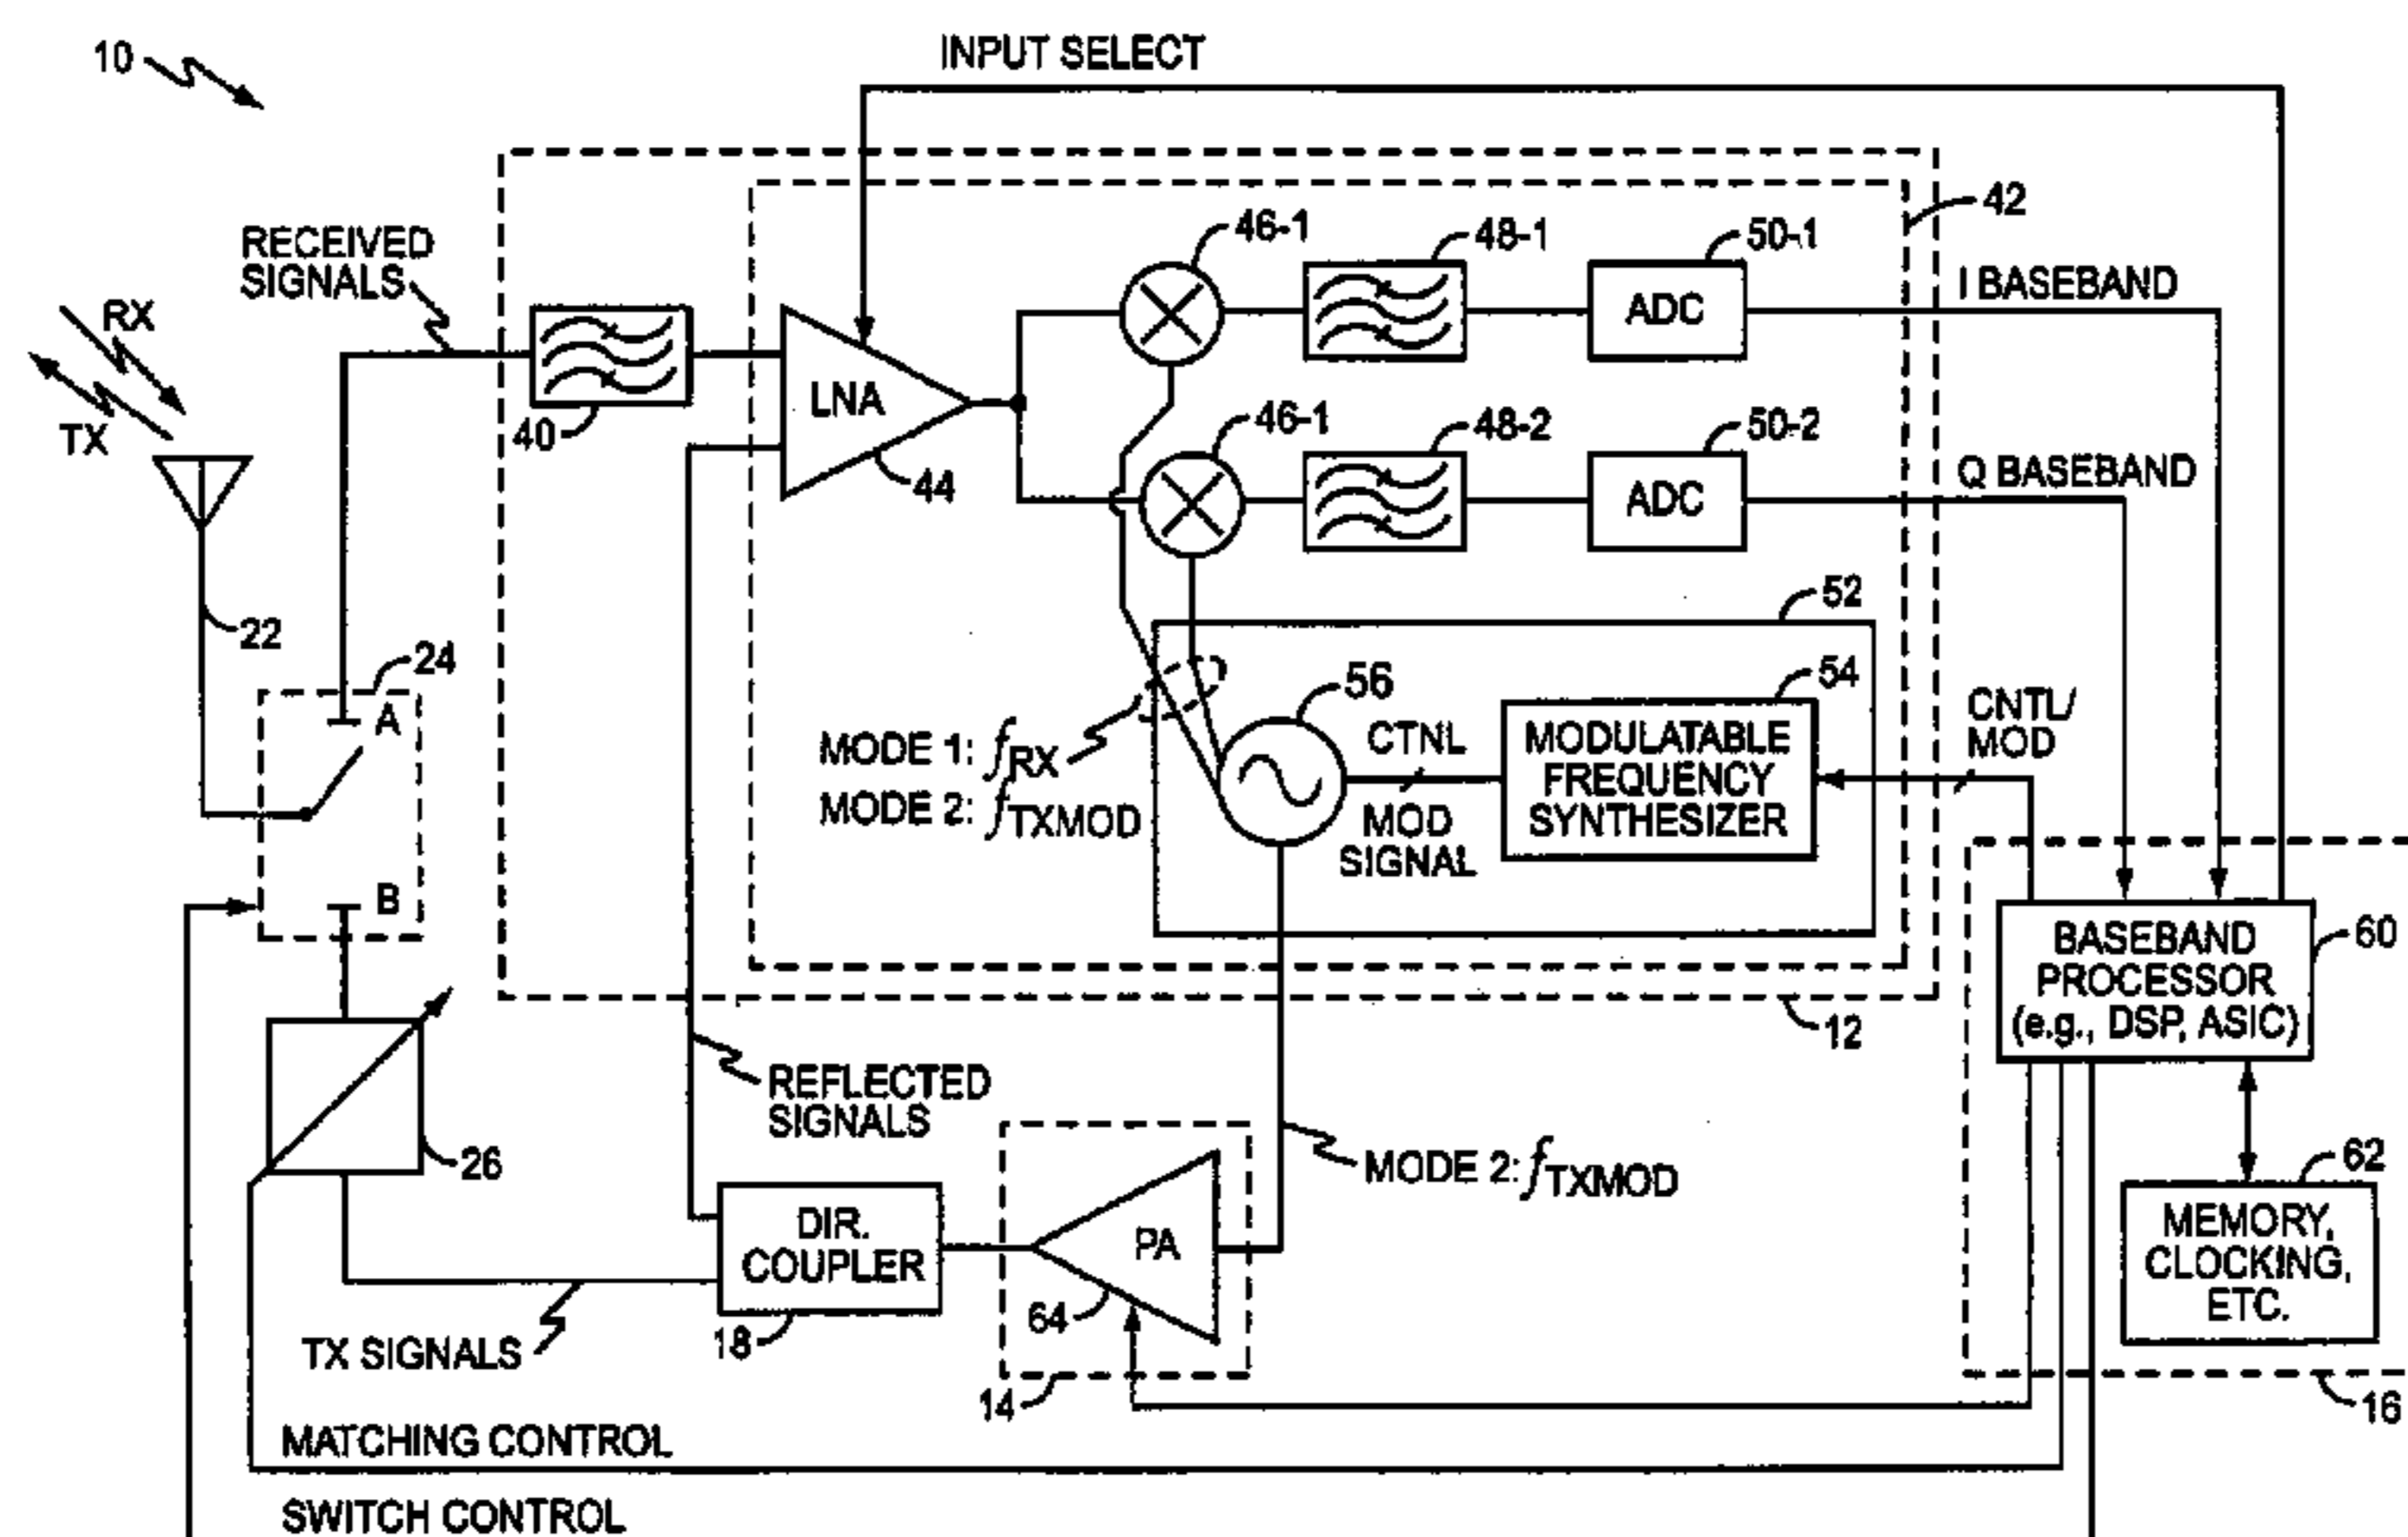 10
INPUT SELECT
42
RECEIVED
SIGNALS
46-1
48-1
50-1
I BASEBAND
RX
TX
ADC
LNA
40
44
46-1
48-2
50-2
Q BASEBAND
ADC
22
24
A
B
52
54
56
MODE 1: fRX
MODE 2: fTXMOD
CTNL
MOD
SIGNAL
MODULATABLE
FREQUENCY
SYNTHESIZER
CNTL/
MOD
12
BASEBAND
PROCESSOR
(e.g., DSP, ASIC)
60
REFLECTED
SIGNALS
26
MODE 2: fTXMOD
62
MEMORY,
CLOCKING,
ETC.
DIR.
COUPLER
PA
64
18
14
16
TX SIGNALS
MATCHING CONTROL
SWITCH CONTROL